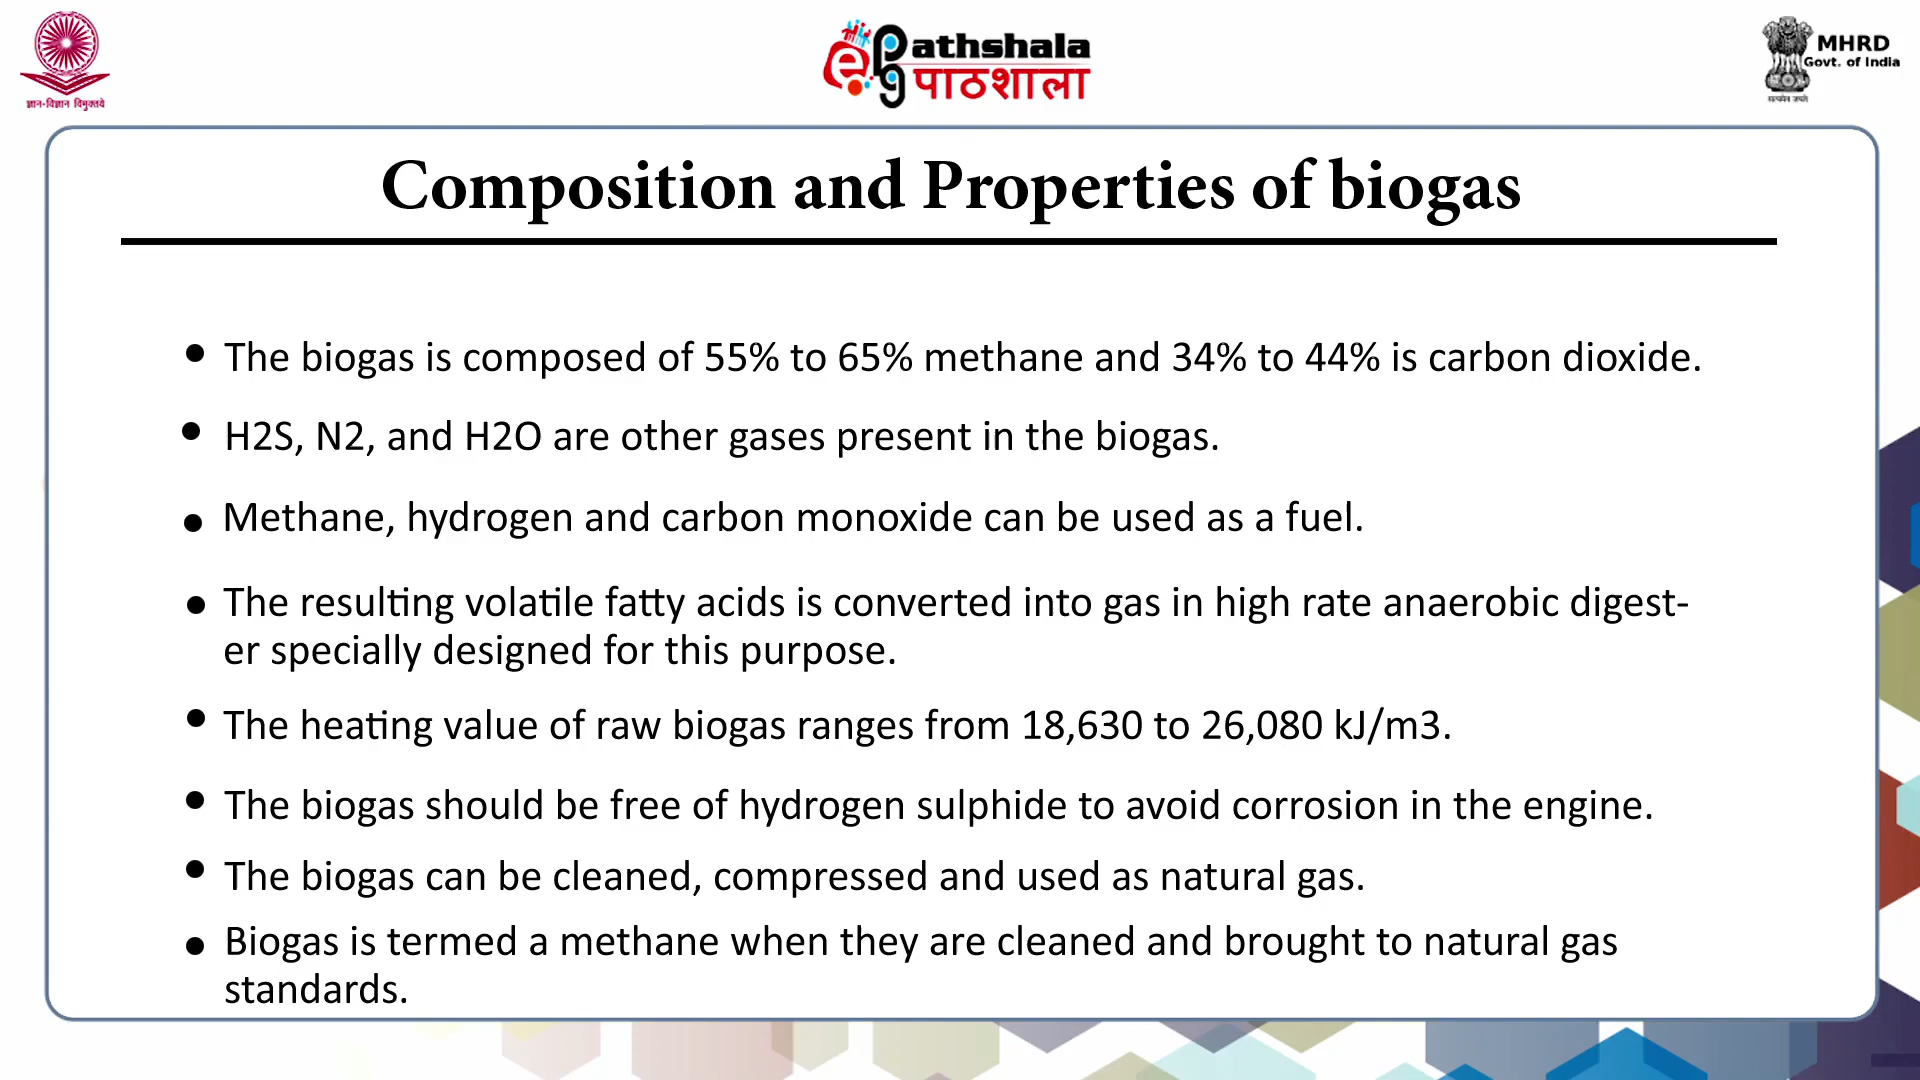 ज्ञान-विज्ञान विमुक्तये
e pg Pathshala
पाठशाला
MHRD
Govt. of India
सत्यमेव जयते
Composition and Properties of biogas
• The biogas is composed of 55% to 65% methane and 34% to 44% is carbon dioxide.
• H2S, N2, and H2O are other gases present in the biogas.
• Methane, hydrogen and carbon monoxide can be used as a fuel.
• The resulting volatile fatty acids is converted into gas in high rate anaerobic digest-
er specially designed for this purpose.
• The heating value of raw biogas ranges from 18,630 to 26,080 kJ/m3.
• The biogas should be free of hydrogen sulphide to avoid corrosion in the engine.
• The biogas can be cleaned, compressed and used as natural gas.
• Biogas is termed a methane when they are cleaned and brought to natural gas
standards.